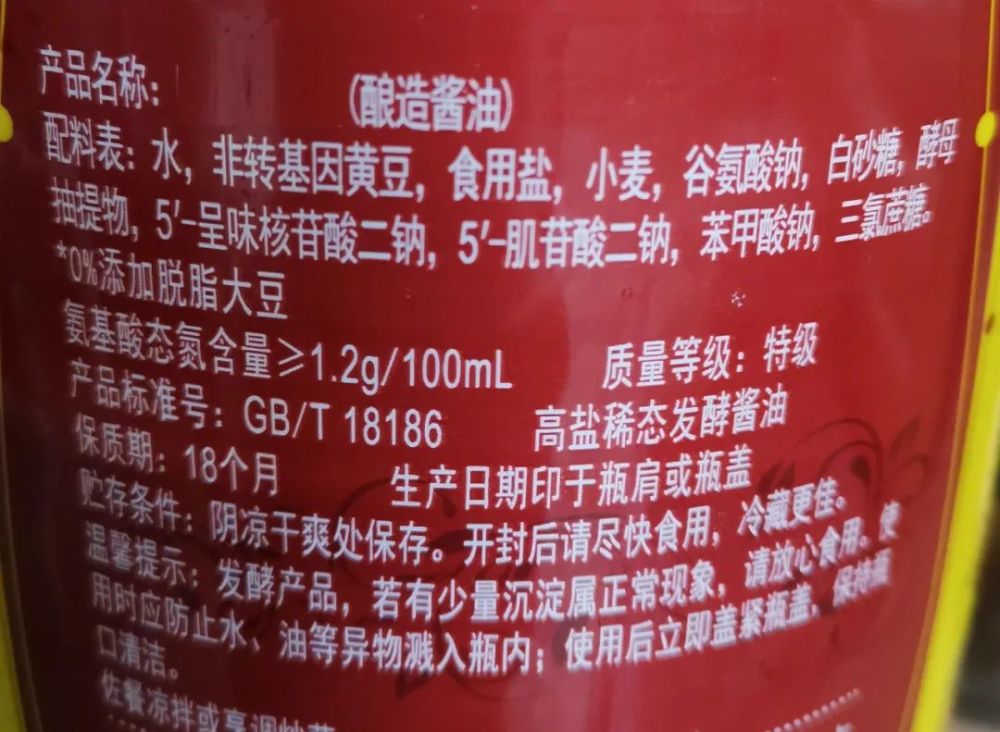 产品名称： (酿造酱油)
配料表：水，非转基因黄豆，食用盐，小麦，谷氨酸钠，白砂糖，酵母
抽提物，5′-呈味核苷酸二钠，5′-肌苷酸二钠，苯甲酸钠，三氯蔗糖。
*0%添加脱脂大豆
氨基酸态氮含量≥1.2g/100mL 质量等级：特级
产品标准号：GB/T 18186 高盐稀态发酵酱油
保质期：18个月 生产日期印于瓶肩或瓶盖
贮存条件：阴凉干爽处保存。开封后请尽快食用，冷藏更佳。
温馨提示：发酵产品，若有少量沉淀属正常现象，请放心食用。使
用时应防止水、油等异物溅入瓶内；使用后立即盖紧瓶盖，保持瓶
口清洁。
佐餐凉拌或烹调炒菜